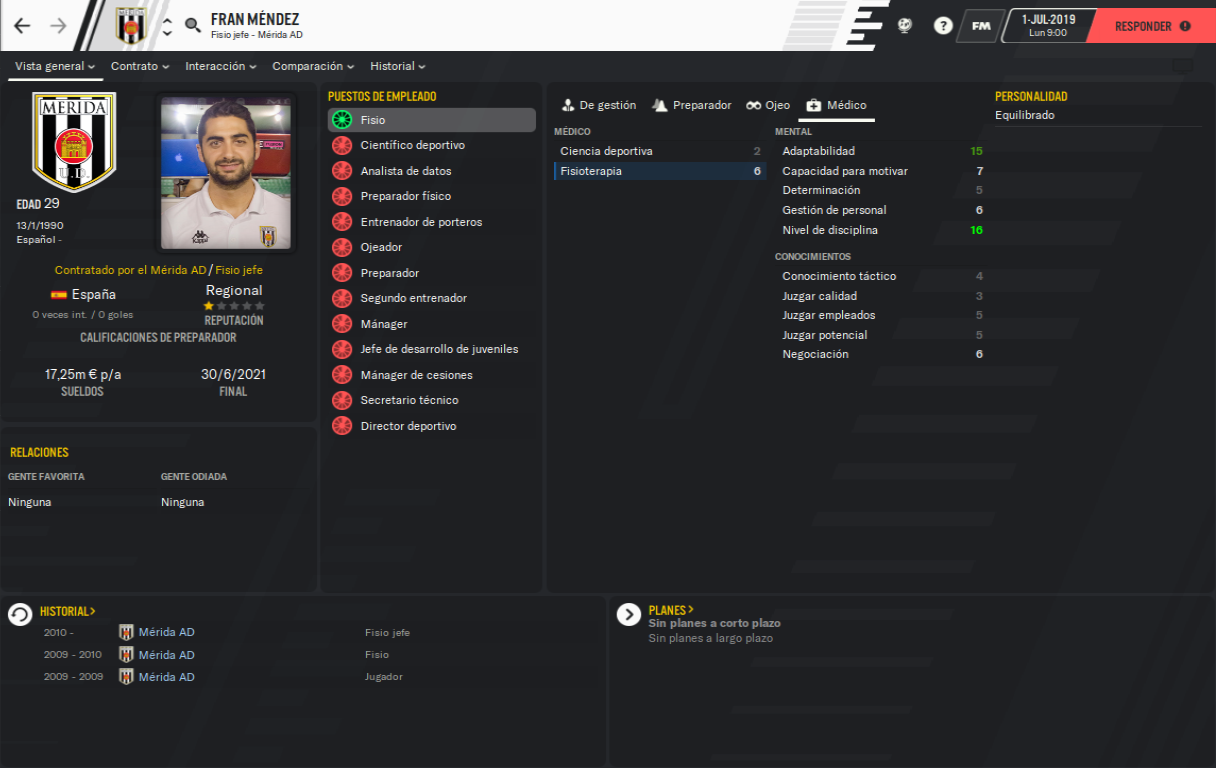 FRAN MÉNDEZ
Fisio jefe - Mérida AD
FM
1-JUL-2019
Lun 9:00
RESPONDER
Vista general
Contrato
Interacción
Comparación
Historial
MERIDA
U.D.
EDAD 29
13/1/1990
Español -
Kappa
Contratado por el Mérida AD / Fisio jefe
España
0 veces int. / 0 goles
Regional
REPUTACIÓN
CALIFICACIONES DE PREPARADOR
17,25m € p/a
SUELDOS
30/6/2021
FINAL
RELACIONES
GENTE FAVORITA
GENTE ODIADA
Ninguna
Ninguna
PUESTOS DE EMPLEADO
Fisio
Científico deportivo
Analista de datos
Preparador físico
Entrenador de porteros
Ojeador
Preparador
Segundo entrenador
Mánager
Jefe de desarrollo de juveniles
Mánager de cesiones
Secretario técnico
Director deportivo
De gestión
Preparador
Ojeo
Médico
MÉDICO
Ciencia deportiva 2
Fisioterapia 6
MENTAL
Adaptabilidad 15
Capacidad para motivar 7
Determinación 5
Gestión de personal 6
Nivel de disciplina 16
CONOCIMIENTOS
Conocimiento táctico 4
Juzgar calidad 3
Juzgar empleados 5
Juzgar potencial 5
Negociación 6
PERSONALIDAD
Equilibrado
HISTORIAL >
2010 - Mérida AD Fisio jefe
2009 - 2010 Mérida AD Fisio
2009 - 2009 Mérida AD Jugador
PLANES >
Sin planes a corto plazo
Sin planes a largo plazo